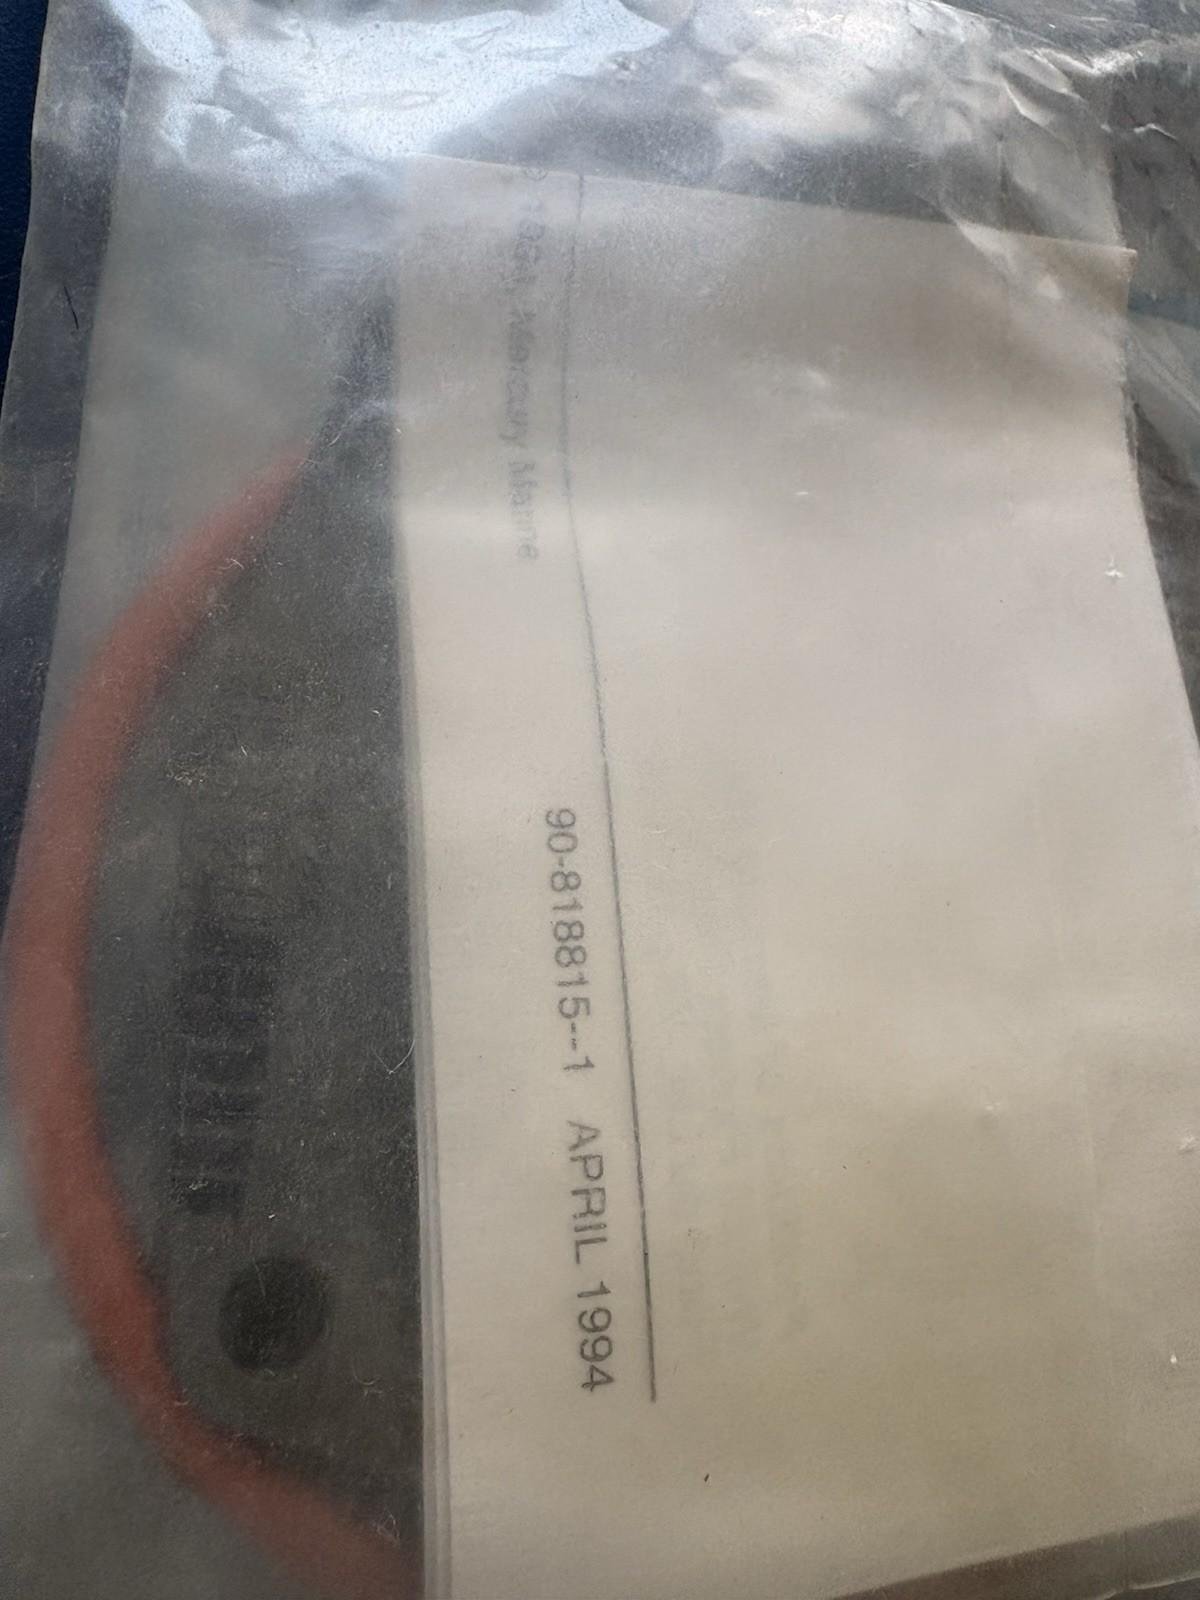 © 1994, Mercury Marine
90-818815--1 APRIL 1994